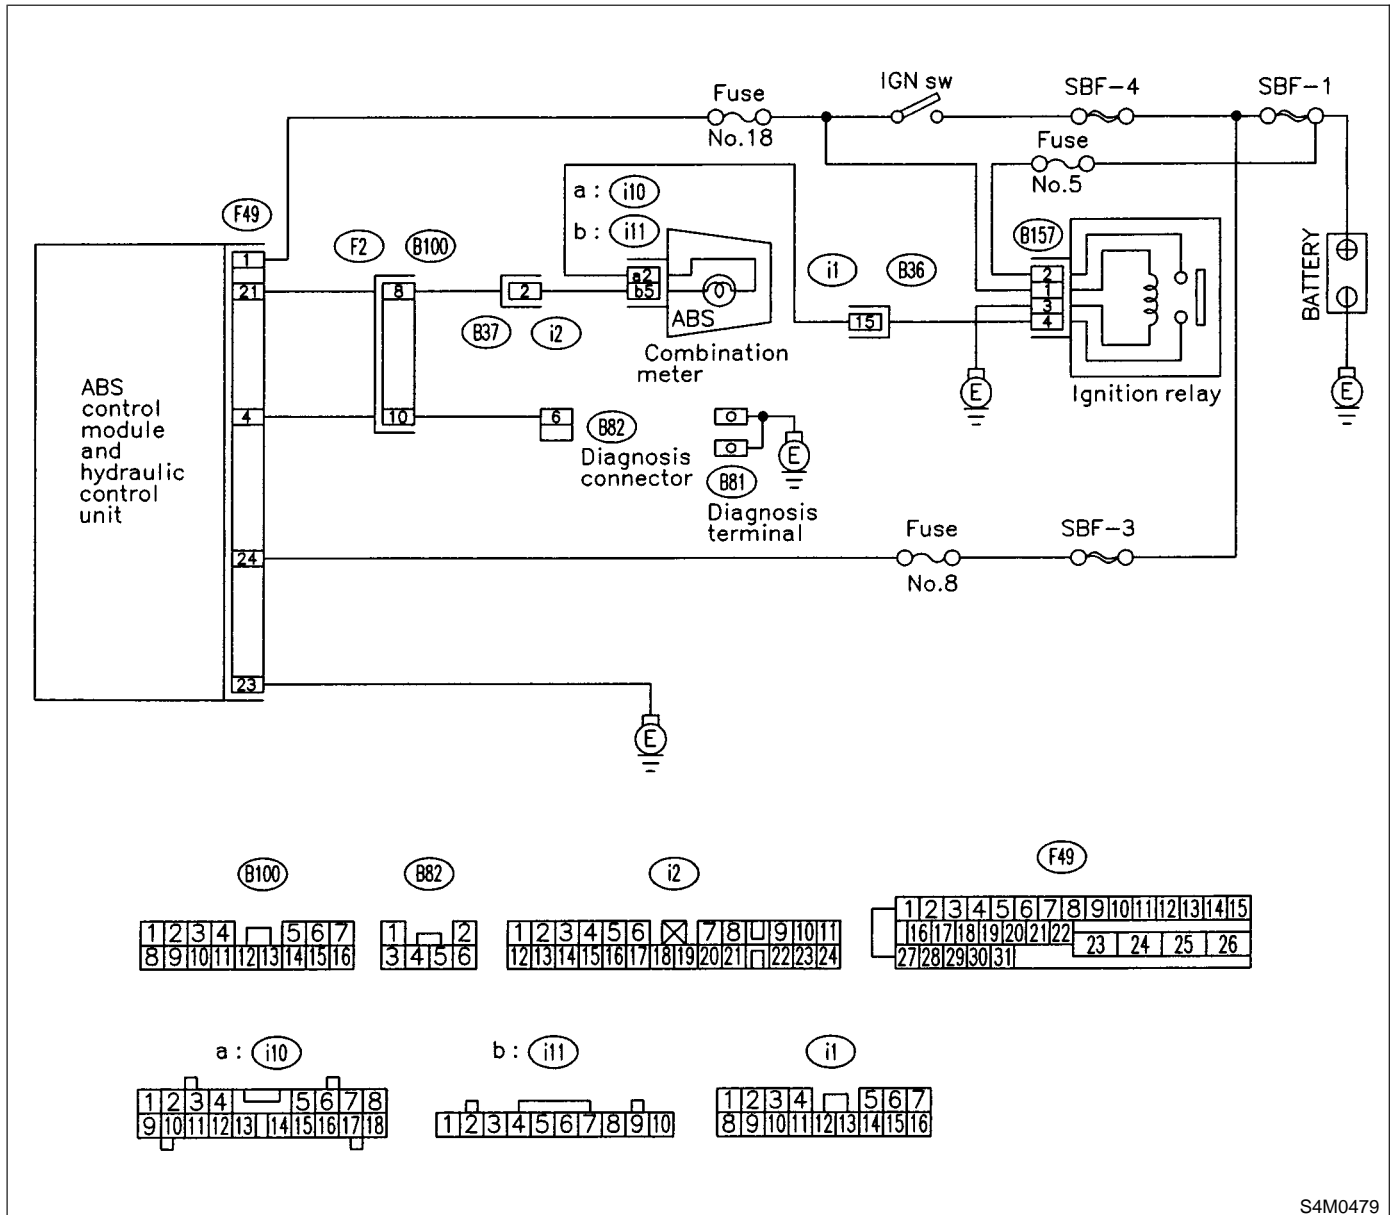 IGN sw
SBF-4
SBF-1
Fuse
No.18
Fuse
No.5
a : i10
b : i11
F49
F2
B100
B157
i1
B36
BATTERY
1
21
8
2
a2
b5
ABS
15
2
1
3
4
B37
i2
Combination
meter
E
Ignition relay
E
ABS
control
module
and
hydraulic
control
unit
4
10
6
B82
Diagnosis
connector
E
B81
Diagnosis
terminal
24
Fuse
No.8
SBF-3
23
E
B100
1 2 3 4 5 6 7
8 9 10 11 12 13 14 15 16
B82
1 2
3 4 5 6
i2
1 2 3 4 5 6 7 8 9 10 11
12 13 14 15 16 17 18 19 20 21 22 23 24
F49
1 2 3 4 5 6 7 8 9 10 11 12 13 14 15
16 17 18 19 20 21 22 23 24 25 26
27 28 29 30 31
a : i10
1 2 3 4 5 6 7 8
9 10 11 12 13 14 15 16 17 18
b : i11
1 2 3 4 5 6 7 8 9 10
i1
1 2 3 4 5 6 7
8 9 10 11 12 13 14 15 16
S4M0479